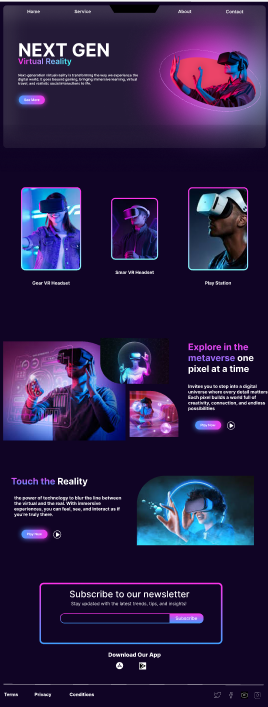 Home Service About Contact
NEXT GEN
Virtual Reality
Next-generation virtual reality is transforming the way we experience the
digital world. It goes beyond gaming, bringing immersive learning, virtual
travel, and realistic social interactions to life.
See More
Smar VR Headset
Gear VR Headset Play Station
Explore in the
metaverse one
pixel at a time
Invites you to step into a digital
universe where every detail matters
Each pixel builds a world full of
creativity, connection, and endless
possibilities
Play Now
Touch the Reality
the power of technology to blur the line between
the virtual and the real. With immersive
experiences, you can feel, see, and interact as if
you're truly there.
Play Now
Subscribe to our newsletter
Stay updated with the latest trends, tips, and insights!
Subscribe
Download Our App
Terms Privacy Conditions